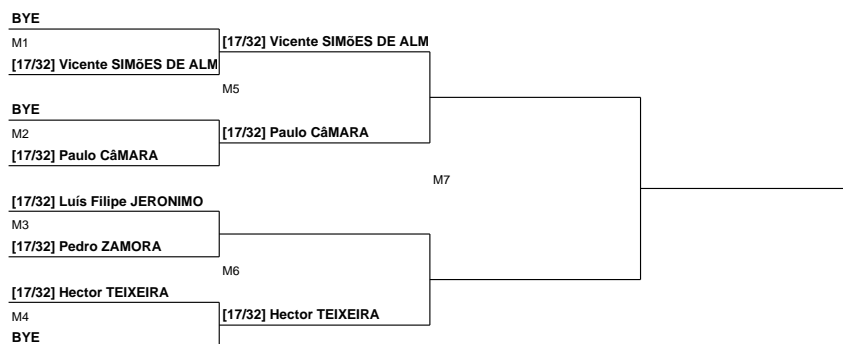 BYE
M1
[17/32] Vicente SIMõES DE ALM
[17/32] Vicente SIMõES DE ALM
M5
BYE
M2
[17/32] Paulo CâMARA
[17/32] Paulo CâMARA
M7
[17/32] Luís Filipe JERONIMO
M3
[17/32] Pedro ZAMORA
M6
[17/32] Hector TEIXEIRA
M4
[17/32] Hector TEIXEIRA
BYE